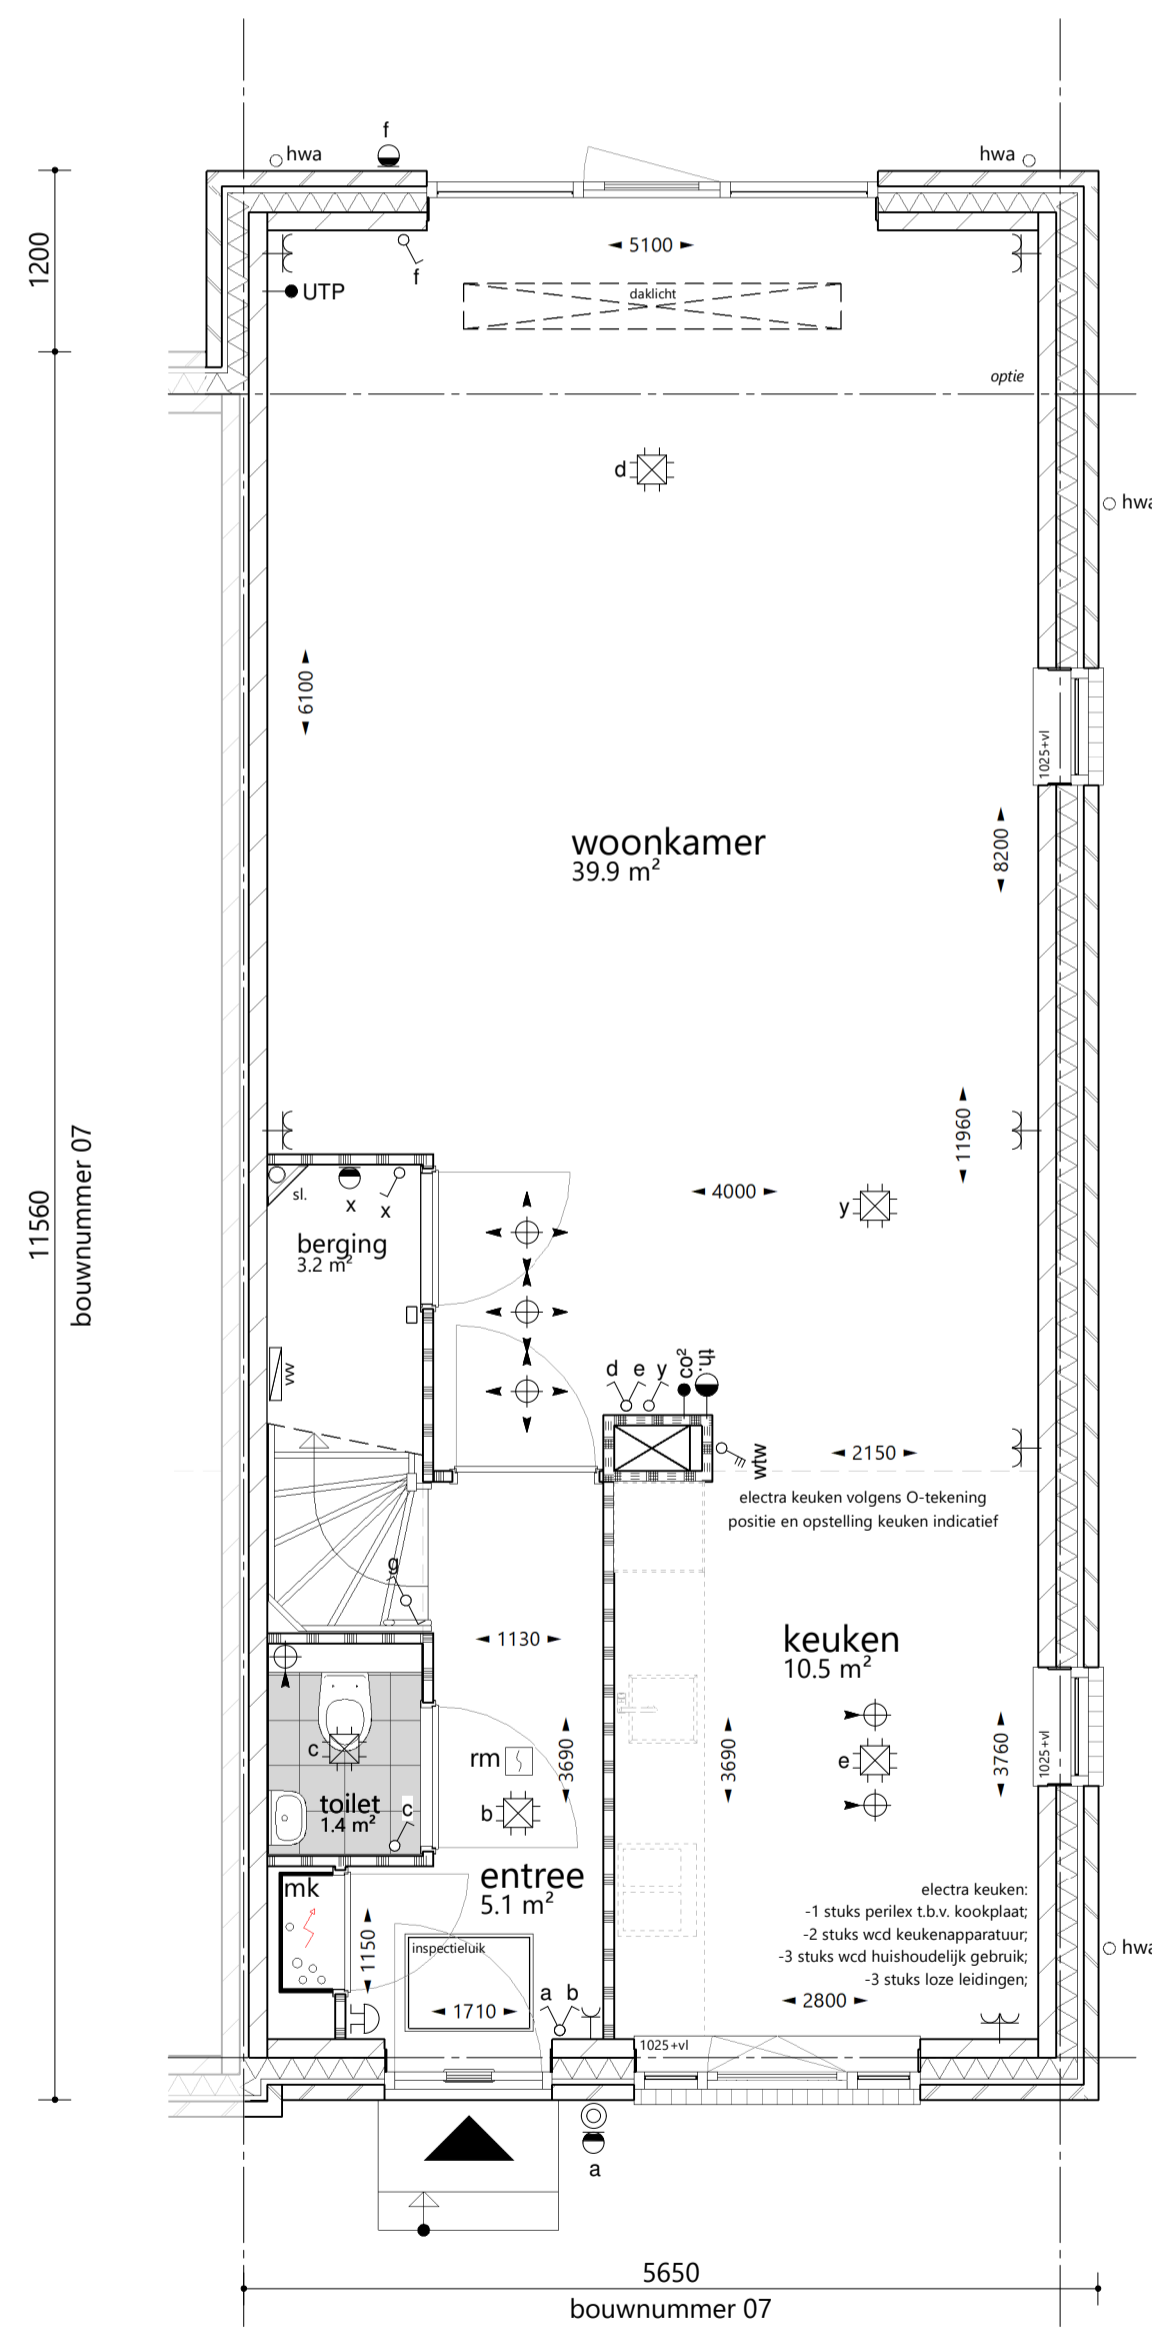 f
hwa
hwa
1200
5100
f
UTP
daklicht
optie
d
hwa
6100
1025+vl
woonkamer
39.9 m²
8200
11960
11560
bouwnummer 07
4000
sl.
x
x
y
berging
3.2 m²
vw
d e y
co²
th.
wtw
2150
electra keuken volgens O-tekening
positie en opstelling keuken indicatief
g
1130
keuken
10.5 m²
c
rm
3690
3690
e
3760
1025+vl
toilet
1.4 m²
c
b
entree
5.1 m²
mk
1150
inspectieluik
electra keuken:
-1 stuks perilex t.b.v. kookplaat;
-2 stuks wcd keukenapparatuur;
-3 stuks wcd huishoudelijk gebruik;
-3 stuks loze leidingen;
hwa
1710
a b
2800
1025+vl
a
5650
bouwnummer 07